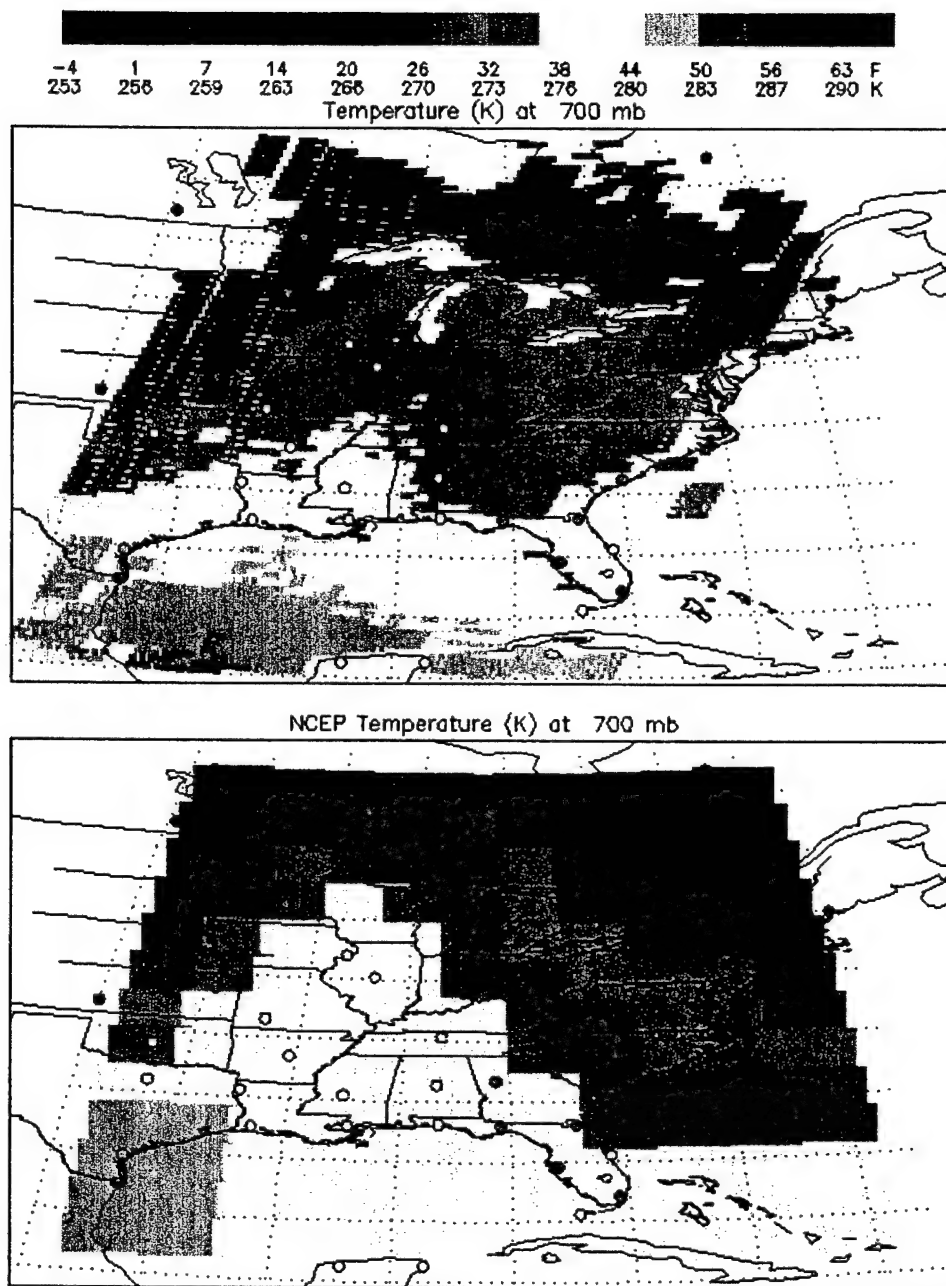 -4 1 7 14 20 26 32 38 44 50 56 63 F
253 256 259 263 266 270 273 276 280 283 287 290 K
Temperature (K) at 700 mb
NCEP Temperature (K) at 700 mb